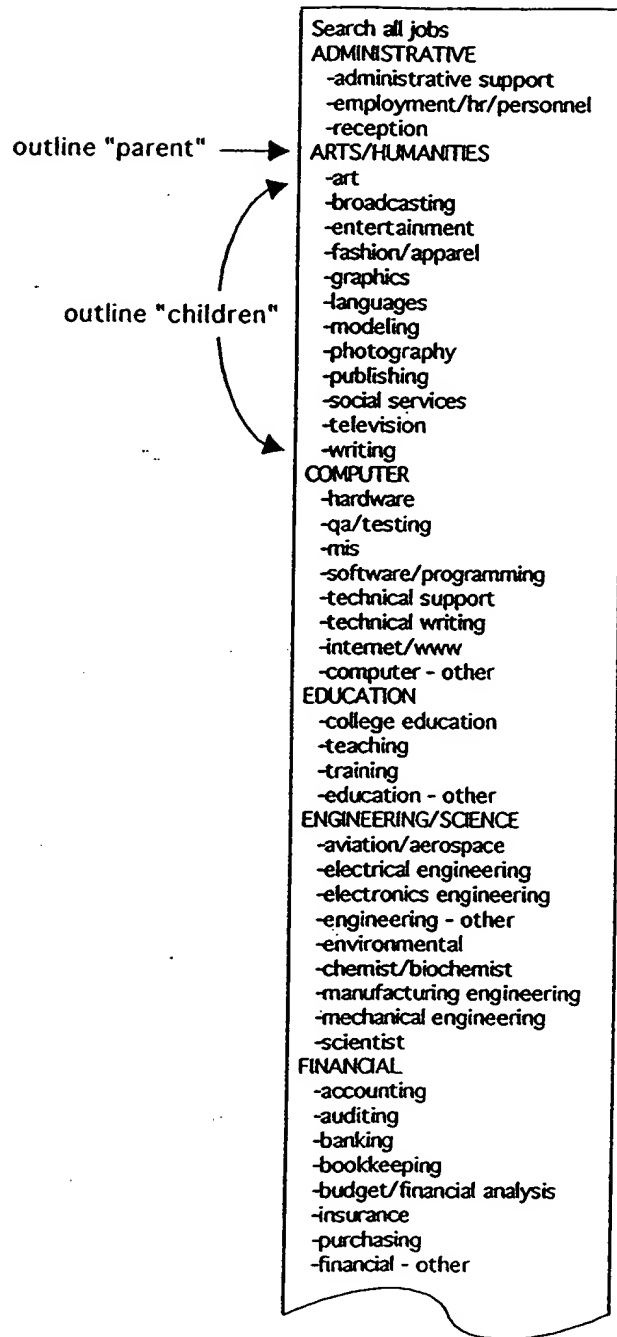 Search all jobs
ADMINISTRATIVE
-administrative support
-employment/hr/personnel
-reception
outline "parent"
ARTS/HUMANITIES
-art
-broadcasting
-entertainment
-fashion/apparel
-graphics
-languages
outline "children"
-modeling
-photography
-publishing
-social services
-television
-writing
COMPUTER
-hardware
-qa/testing
-mis
-software/programming
-technical support
-technical writing
-internet/www
-computer - other
EDUCATION
-college education
-teaching
-training
-education - other
ENGINEERING/SCIENCE
-aviation/aerospace
-electrical engineering
-electronics engineering
-engineering - other
-environmental
-chemist/biochemist
-manufacturing engineering
-mechanical engineering
-scientist
FINANCIAL
-accounting
-auditing
-banking
-bookkeeping
-budget/financial analysis
-insurance
-purchasing
-financial - other